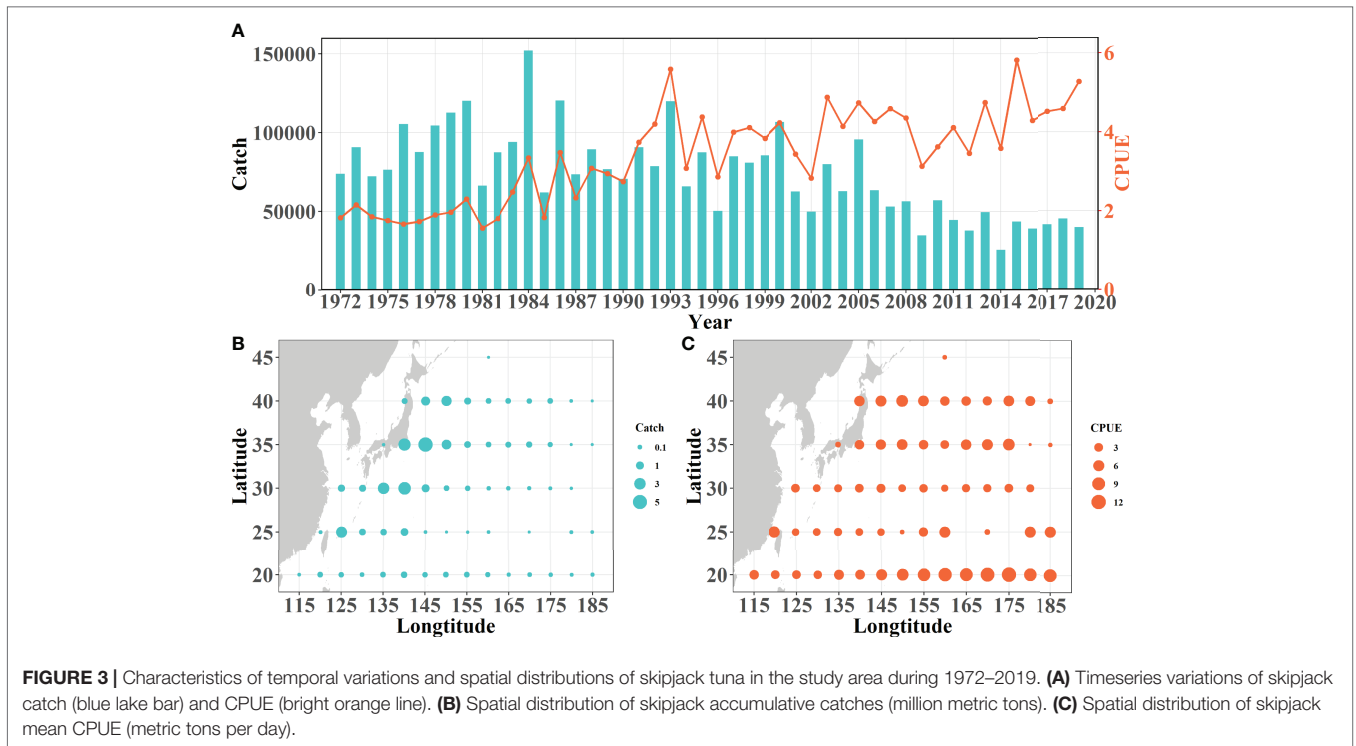 A
150000
100000
50000
0
Catch
6
4
2
0
CPUE
1972 1975 1978 1981 1984 1987 1990 1993 1996 1999 2002 2005 2008 2011 2014 2017 2020
Year
B
45
40
35
30
25
20
Latitude
115 125 135 145 155 165 175 185
Longtitude
Catch
0.1
1
3
5
C
45
40
35
30
25
20
Latitude
115 125 135 145 155 165 175 185
Longtitude
CPUE
3
6
9
12
FIGURE 3 | Characteristics of temporal variations and spatial distributions of skipjack tuna in the study area during 1972–2019. (A) Timeseries variations of skipjack
catch (blue lake bar) and CPUE (bright orange line). (B) Spatial distribution of skipjack accumulative catches (million metric tons). (C) Spatial distribution of skipjack
mean CPUE (metric tons per day).